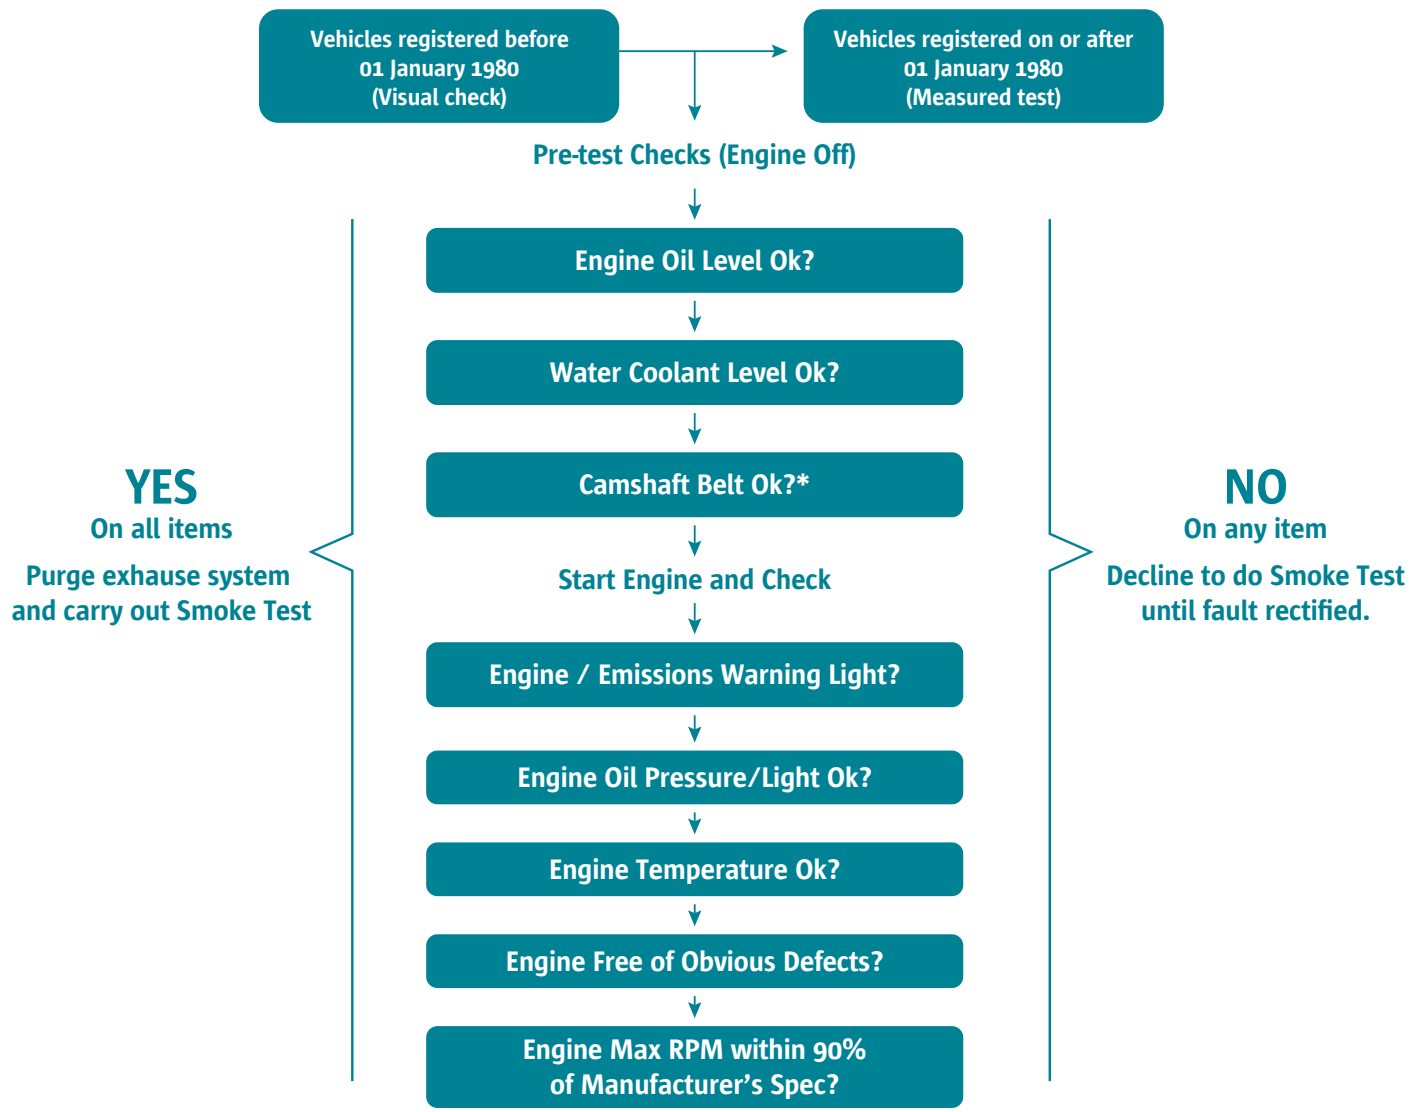 Vehicles registered before
01 January 1980
(Visual check)
Vehicles registered on or after
01 January 1980
(Measured test)
Pre-test Checks (Engine Off)
Engine Oil Level Ok?
Water Coolant Level Ok?
Camshaft Belt Ok?*
Start Engine and Check
Engine / Emissions Warning Light?
Engine Oil Pressure/Light Ok?
Engine Temperature Ok?
Engine Free of Obvious Defects?
Engine Max RPM within 90%
of Manufacturer’s Spec?
YES
On all items
Purge exhause system
and carry out Smoke Test
NO
On any item
Decline to do Smoke Test
until fault rectified.